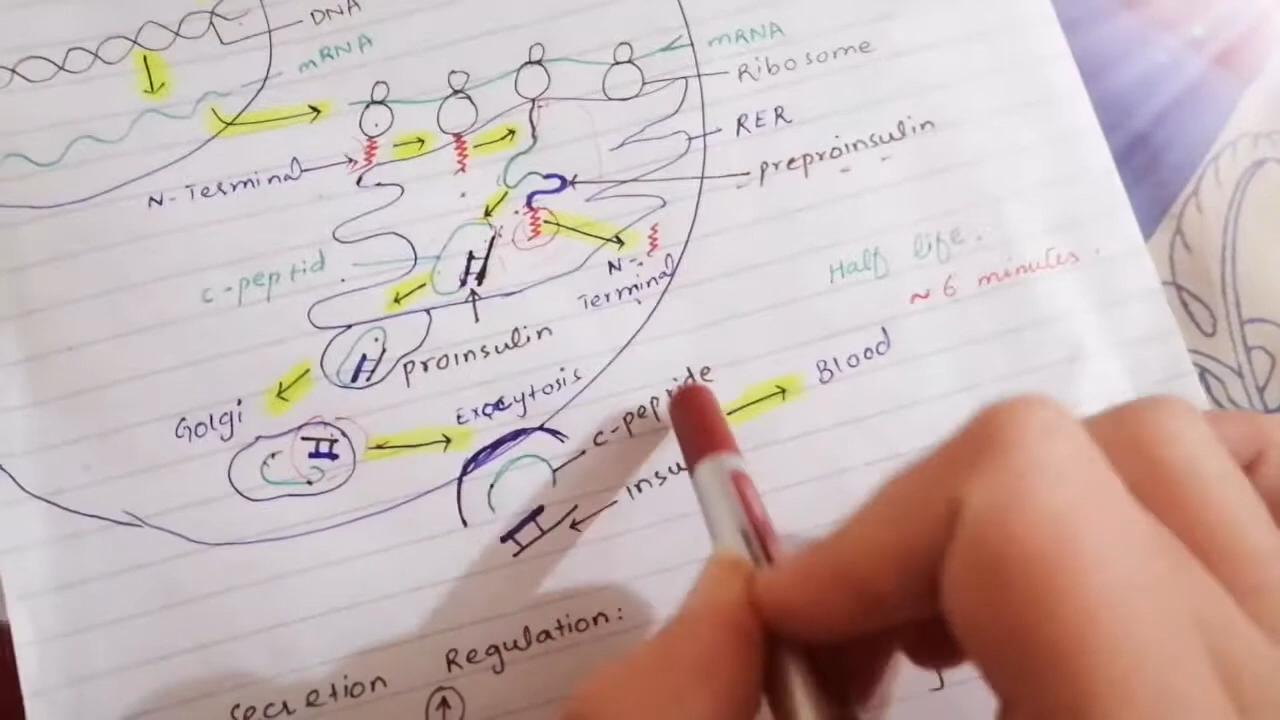 DNA
mRNA
mRNA
Ribosome
RER
preproinsulin
N-Terminal
c-peptid
N-
Terminal
Half life.
~ 6 minutes.
proinsulin
Golgi
Exocytosis
c-peptide
Blood
insu
Secretion Regulation: